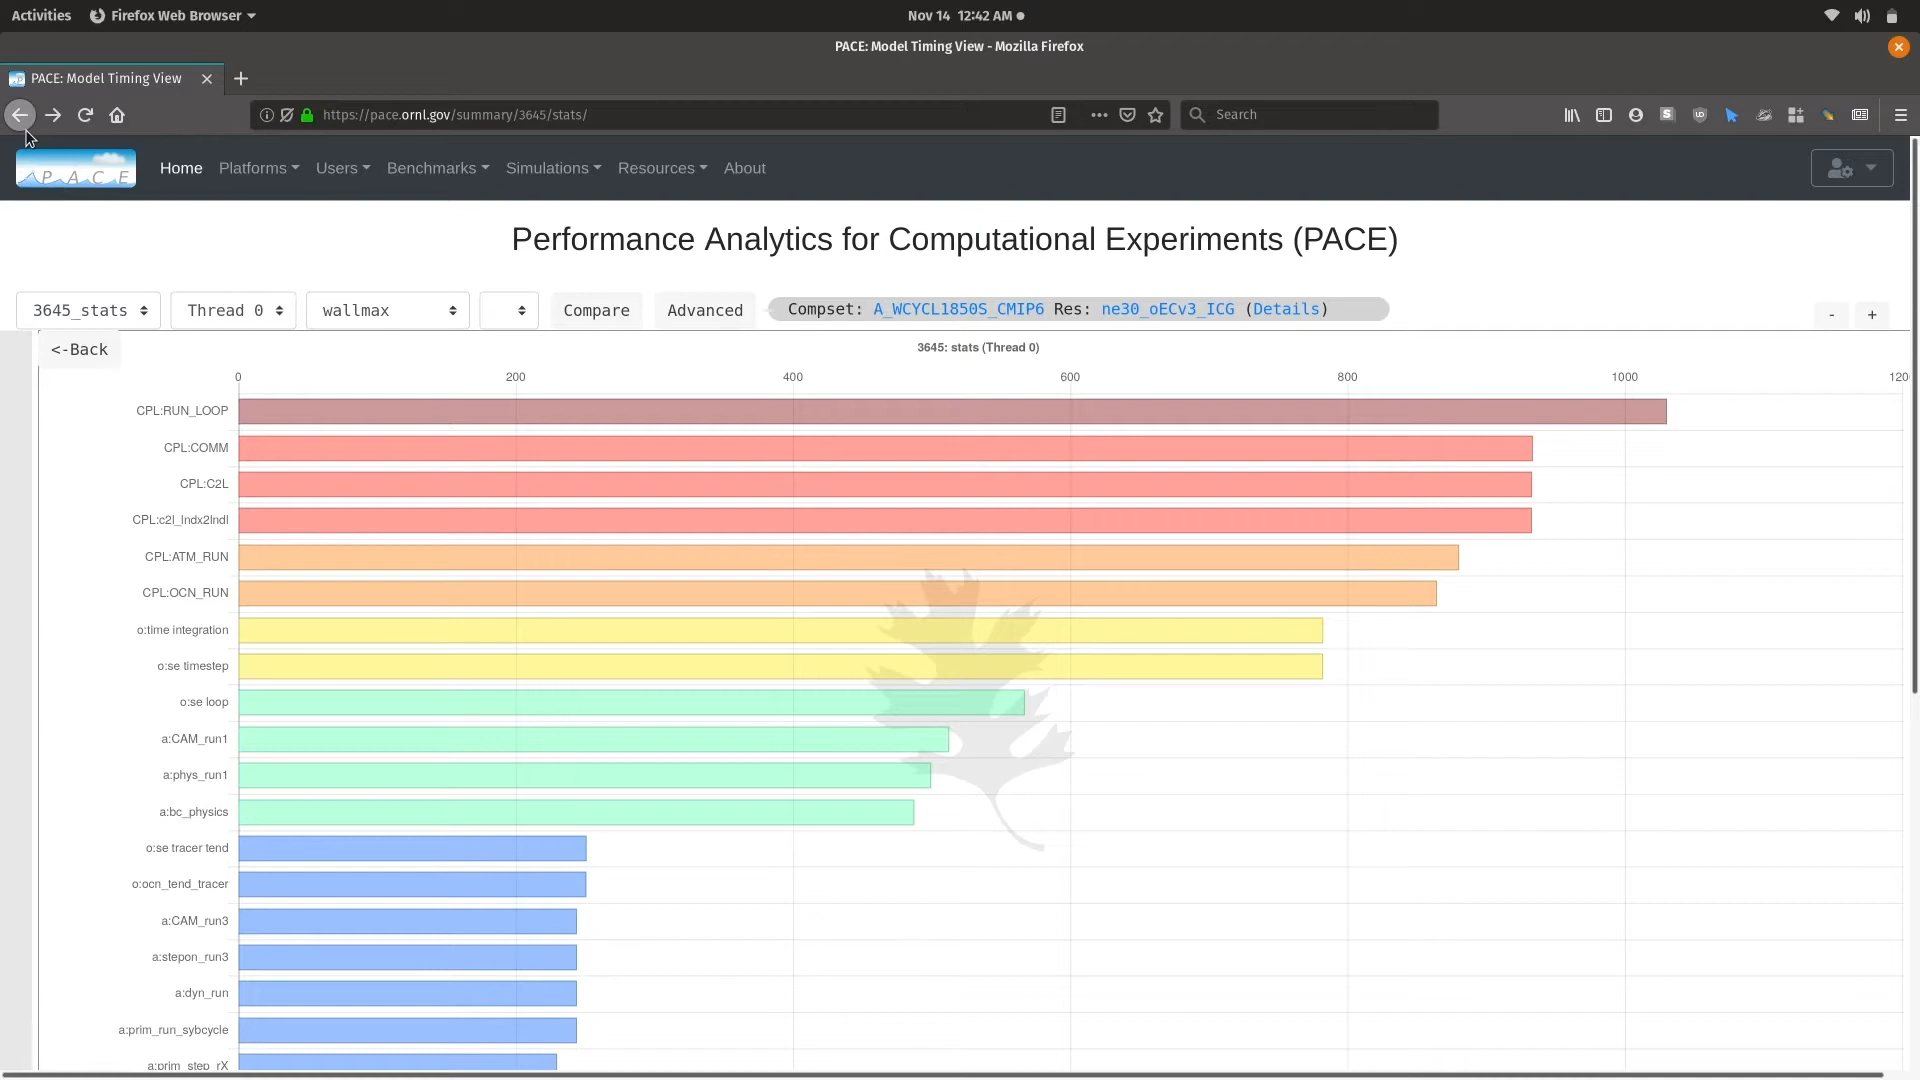 Activities Firefox Web Browser Nov 14 12:42 AM
PACE: Model Timing View - Mozilla Firefox
PACE: Model Timing View
https://pace.ornl.gov/summary/3645/stats/ Search
PACE Home Platforms Users Benchmarks Simulations Resources About
Performance Analytics for Computational Experiments (PACE)
3645_stats Thread 0 wallmax Compare Advanced Compset: A_WCYCL1850S_CMIP6 Res: ne30_oECv3_ICG (Details) - +
<-Back 3645: stats (Thread 0)
0 200 400 600 800 1000 120
CPL:RUN_LOOP
CPL:COMM
CPL:C2L
CPL:c2l_lndx2lndl
CPL:ATM_RUN
CPL:OCN_RUN
o:time integration
o:se timestep
o:se loop
a:CAM_run1
a:phys_run1
a:bc_physics
o:se tracer tend
o:ocn_tend_tracer
a:CAM_run3
a:stepon_run3
a:dyn_run
a:prim_run_sybcycle
a:prim_step_rX